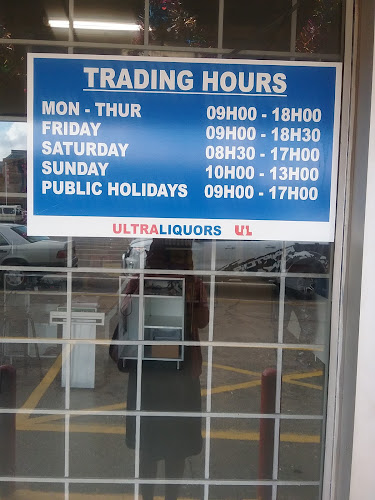 TRADING HOURS
MON - THUR 09H00 - 18H00
FRIDAY 09H00 - 18H30
SATURDAY 08H30 - 17H00
SUNDAY 10H00 - 13H00
PUBLIC HOLIDAYS 09H00 - 17H00
ULTRALIQUORS UL